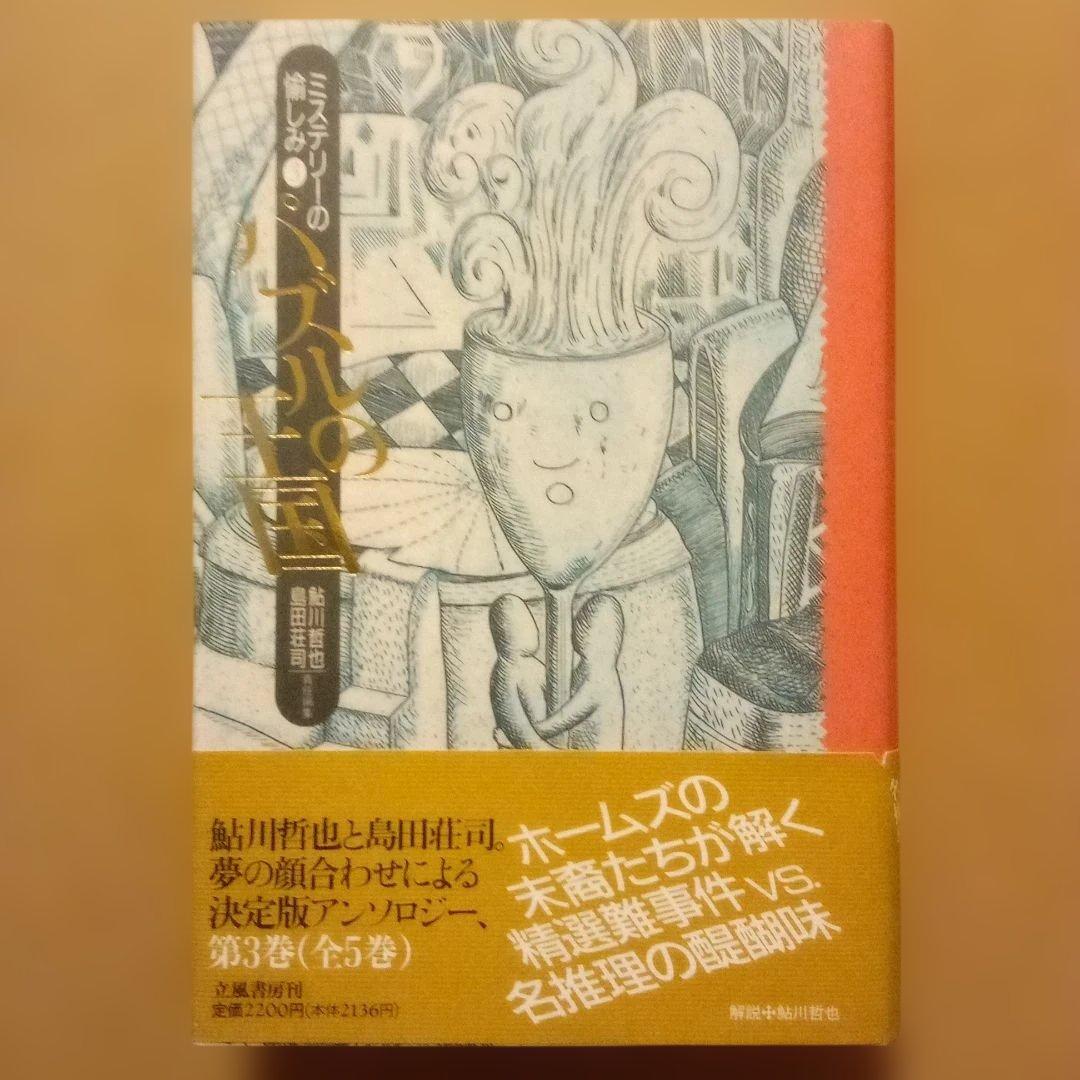 ミステリーの
愉しみ
パズルの
王国
鮎川哲也
島田荘司
鮎川哲也と島田荘司。
夢の顔合わせによる
決定版アンソロジー、
第3巻(全5巻)
立風書房刊
定価2200円(本体2136円)
ホームズの
末裔たちが解く
精選難事件 VS.
名推理の醍醐味
解説✢鮎川哲也